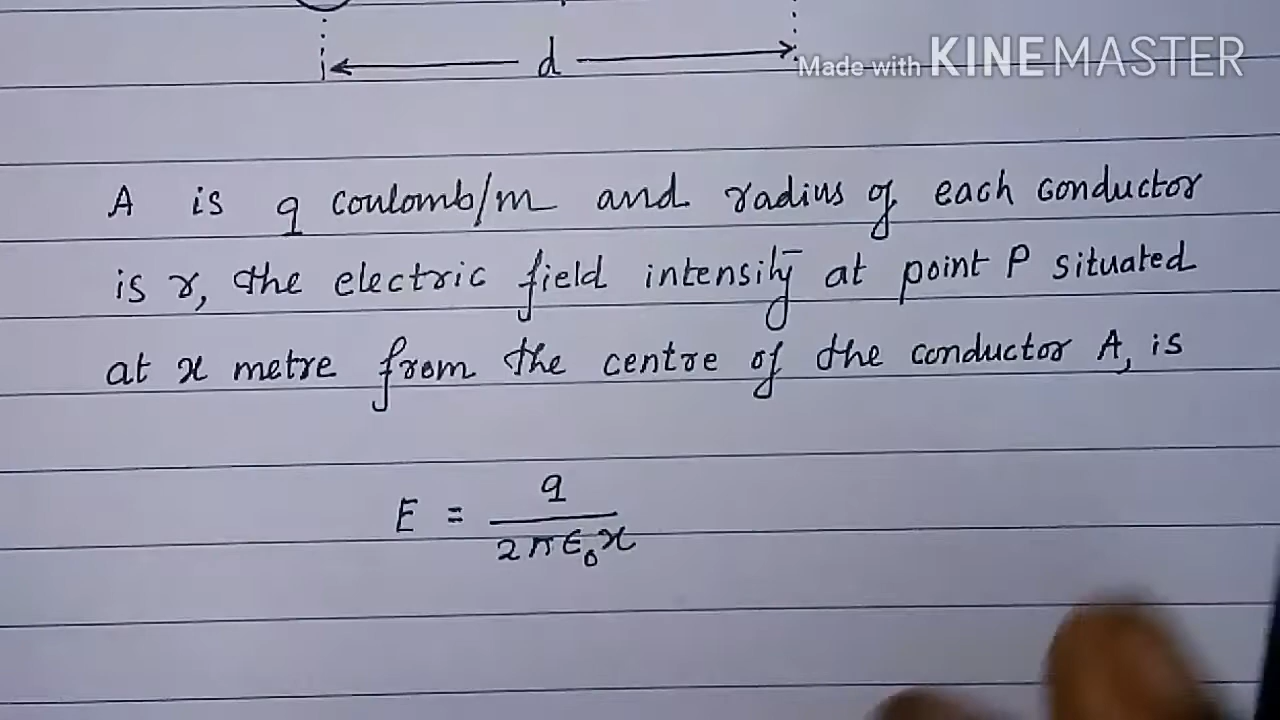 d
Made with KINEMASTER
A is q coulomb/m and radius of each conductor
is r, the electric field intensity at point P situated
at x metre from the centre of the conductor A, is
E = q / 2πϵ₀x